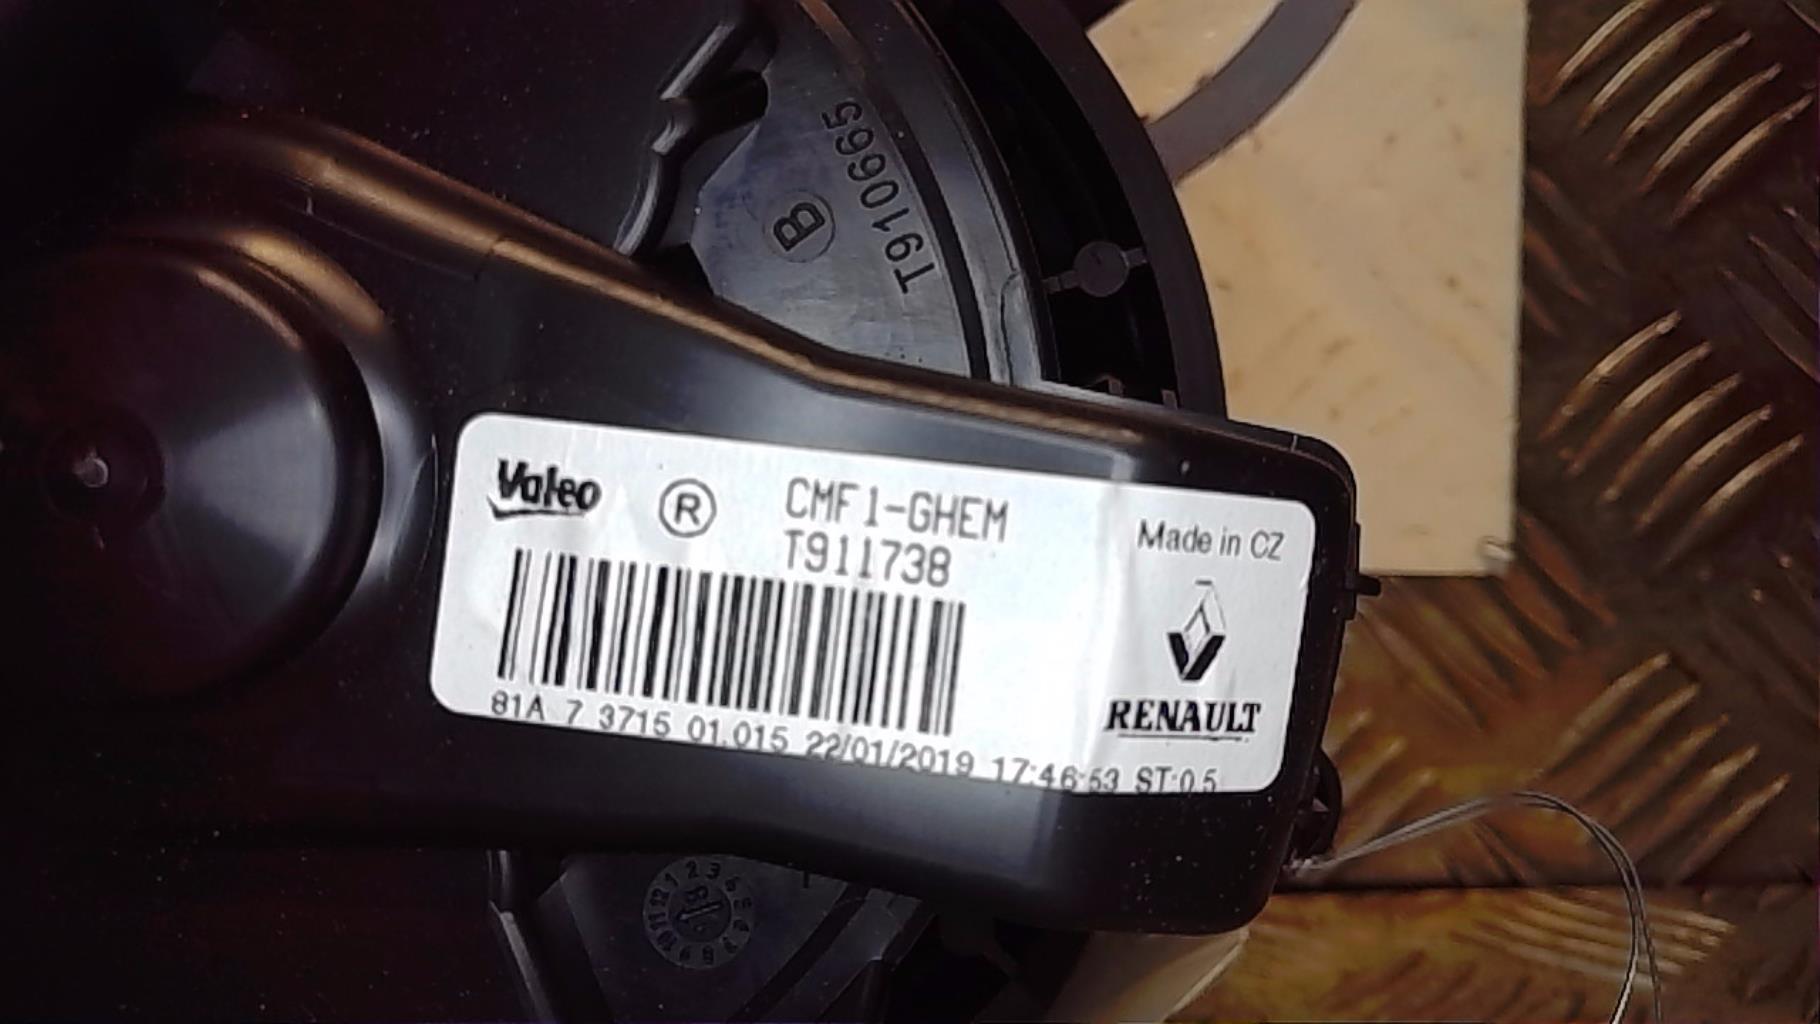 T910665
B
Valeo
R
CMF1-GHEM
T911738
Made in CZ
RENAULT
81A 7 3715 01.015 22/01/2019 17:46:53 ST:0.5